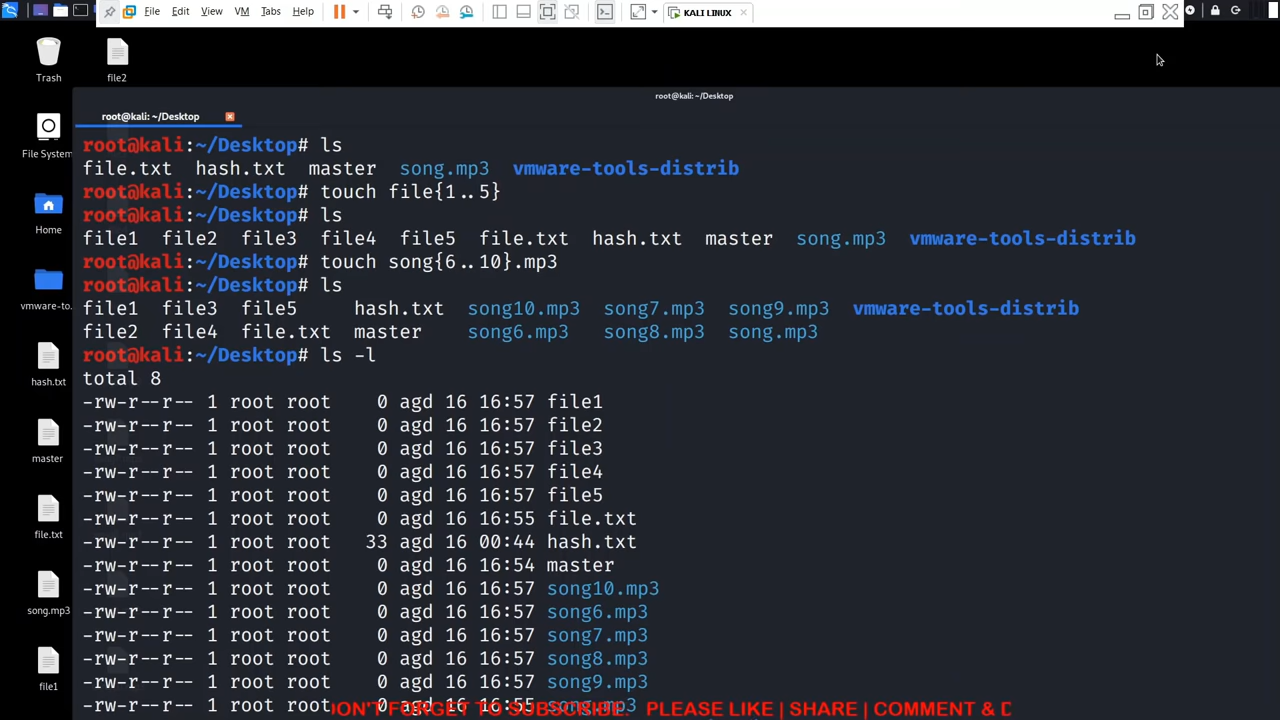 File Edit View VM Tabs Help KALI LINUX
Trash
file2
root@kali: ~/Desktop
root@kali: ~/Desktop
File System
Home
vmware-to..
hash.txt
master
file.txt
song.mp3
file1
root@kali:~/Desktop# ls
file.txt hash.txt master song.mp3 vmware-tools-distrib
root@kali:~/Desktop# touch file{1..5}
root@kali:~/Desktop# ls
file1 file2 file3 file4 file5 file.txt hash.txt master song.mp3 vmware-tools-distrib
root@kali:~/Desktop# touch song{6..10}.mp3
root@kali:~/Desktop# ls
file1 file3 file5 hash.txt song10.mp3 song7.mp3 song9.mp3 vmware-tools-distrib
file2 file4 file.txt master song6.mp3 song8.mp3 song.mp3
root@kali:~/Desktop# ls -l
total 8
-rw-r--r-- 1 root root 0 agd 16 16:57 file1
-rw-r--r-- 1 root root 0 agd 16 16:57 file2
-rw-r--r-- 1 root root 0 agd 16 16:57 file3
-rw-r--r-- 1 root root 0 agd 16 16:57 file4
-rw-r--r-- 1 root root 0 agd 16 16:57 file5
-rw-r--r-- 1 root root 0 agd 16 16:55 file.txt
-rw-r--r-- 1 root root 33 agd 16 00:44 hash.txt
-rw-r--r-- 1 root root 0 agd 16 16:54 master
-rw-r--r-- 1 root root 0 agd 16 16:57 song10.mp3
-rw-r--r-- 1 root root 0 agd 16 16:57 song6.mp3
-rw-r--r-- 1 root root 0 agd 16 16:57 song7.mp3
-rw-r--r-- 1 root root 0 agd 16 16:57 song8.mp3
-rw-r--r-- 1 root root 0 agd 16 16:57 song9.mp3
-rw-r--r-- 1 root root
ON'T FORGET TO SUBSCRIBE. PLEASE LIKE | SHARE | COMMENT & D